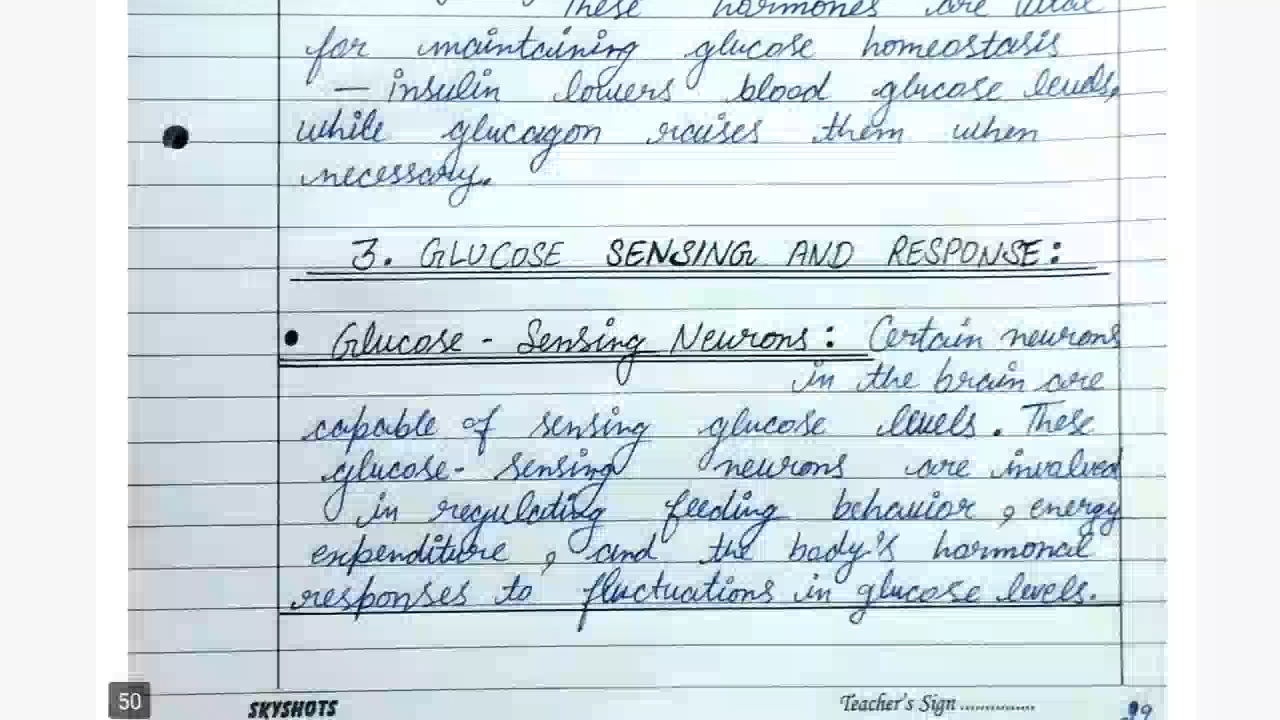 These hormones are vital
for maintaining glucose homeostasis
— insulin lowers blood glucose levels,
while glucagon raises them when
necessary.
3. GLUCOSE SENSING AND RESPONSE:
• Glucose - Sensing Neurons: Certain neurons
in the brain are
capable of sensing glucose levels. These
glucose- sensing neurons are involved
in regulating feeding behavior, energy
expenditure, and the body's hormonal
responses to fluctuations in glucose levels.
50
SKYSHOTS
Teacher's Sign ................